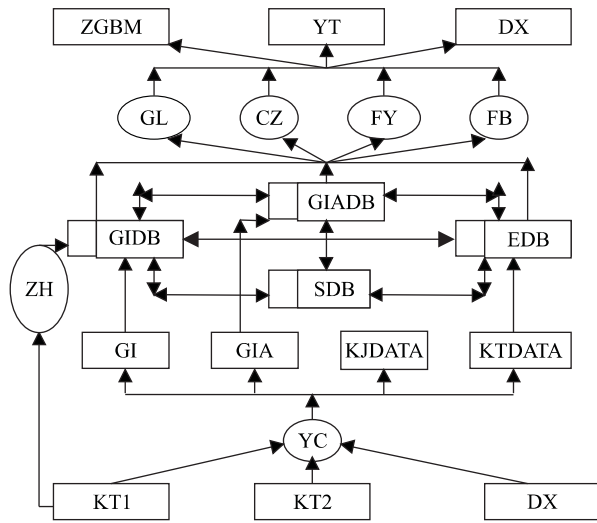 ZGBM YT DX
GL CZ FY FB
GIADB
GIDB EDB
ZH SDB
GI GIA KJDATA KTDATA
YC
KT1 KT2 DX